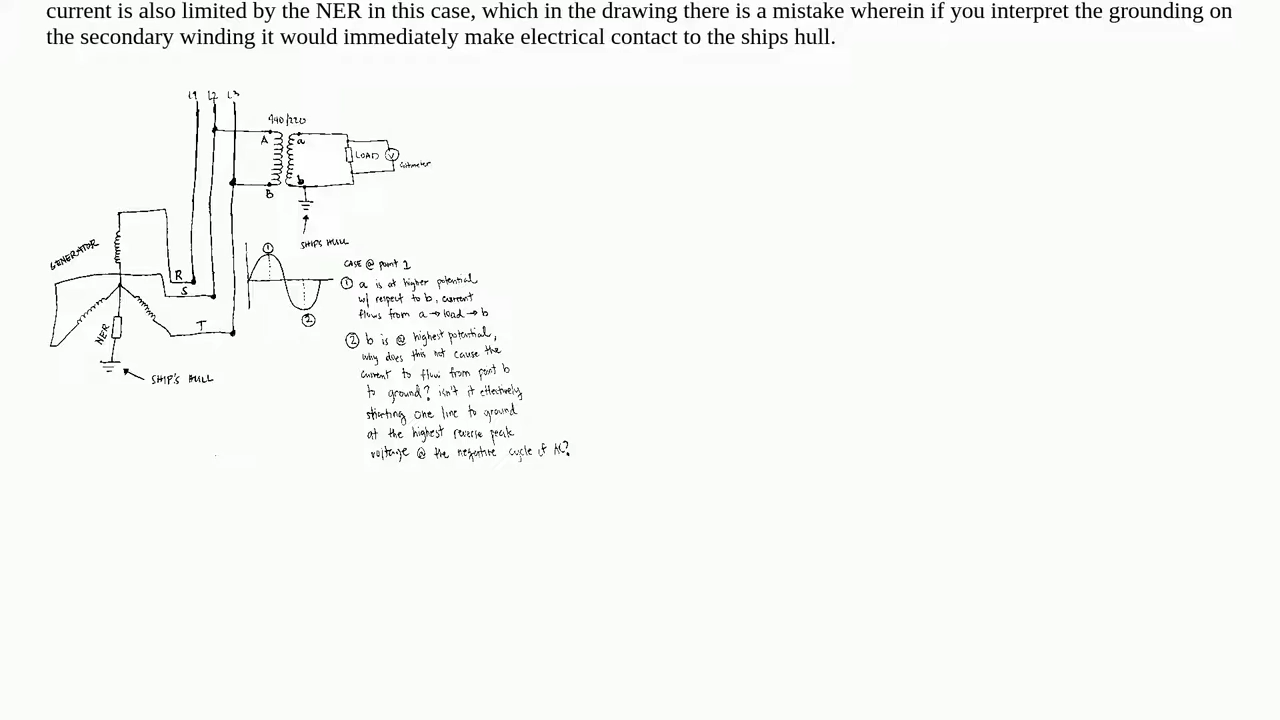 current is also limited by the NER in this case, which in the drawing there is a mistake wherein if you interpret the grounding on
the secondary winding it would immediately make electrical contact to the ships hull.
L1 L2 L3
440/220
A a
LOAD V
Voltmeter
B b
SHIP'S HULL
GENERATOR
R
S
T
NER
SHIP'S HULL
1
2
CASE @ point 1
1 a is at higher potential
w/ respect to b, current
flows from a → load → b
2 b is @ highest potential,
why does this not cause the
current to flow from point b
to ground? isn't it effectively
shorting one line to ground
at the highest reverse peak
voltage @ the negative cycle of AC?